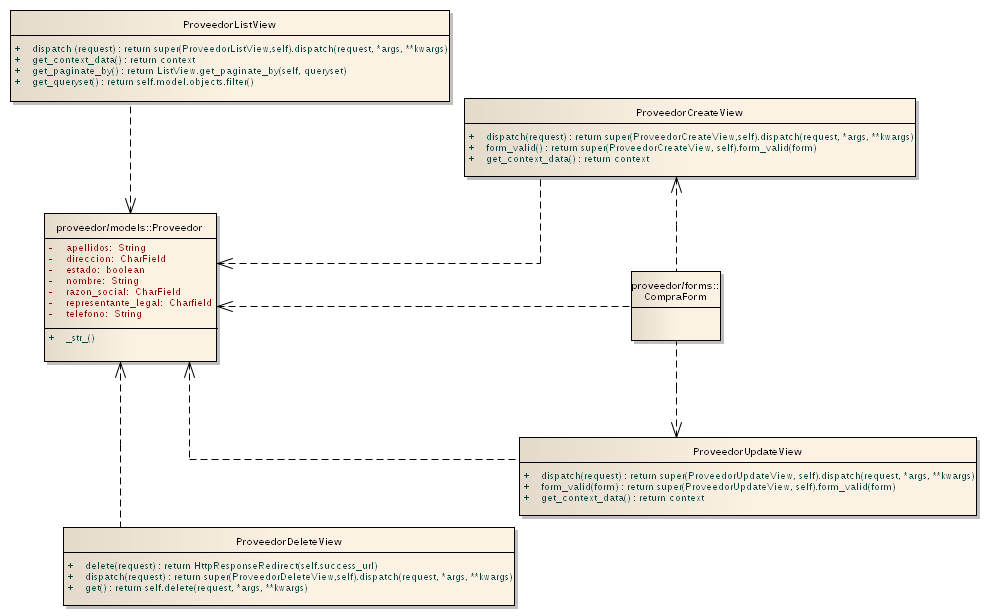 ProveedorListView
+ dispatch (request) : return super(ProveedorListView,self).dispatch(request, *args, **kwargs)
+ get_context_data() : return context
+ get_paginate_by() : return ListView.get_paginate_by(self, queryset)
+ get_queryset() : return self.model.objects.filter()
ProveedorCreateView
+ dispatch(request) : return super(ProveedorCreateView,self).dispatch(request, *args, **kwargs)
+ form_valid() : return super(ProveedorCreateView, self).form_valid(form)
+ get_context_data() : return context
proveedor/models::Proveedor
- apellidos: String
- direccion: CharField
- estado: boolean
- nombre: String
- razon_social: CharField
- representante_legal: Charfield
- telefono: String
+ _str_()
proveedor/forms::
CompraForm
ProveedorUpdateView
+ dispatch(request) : return super(ProveedorUpdateView, self).dispatch(request, *args, **kwargs)
+ form_valid(form) : return super(ProveedorUpdateView, self).form_valid(form)
+ get_context_data() : return context
ProveedorDeleteView
+ delete(request) : return HttpResponseRedirect(self.success_url)
+ dispatch(request) : return super(ProveedorDeleteView,self).dispatch(request, *args, **kwargs)
+ get() : return self.delete(request, *args, **kwargs)